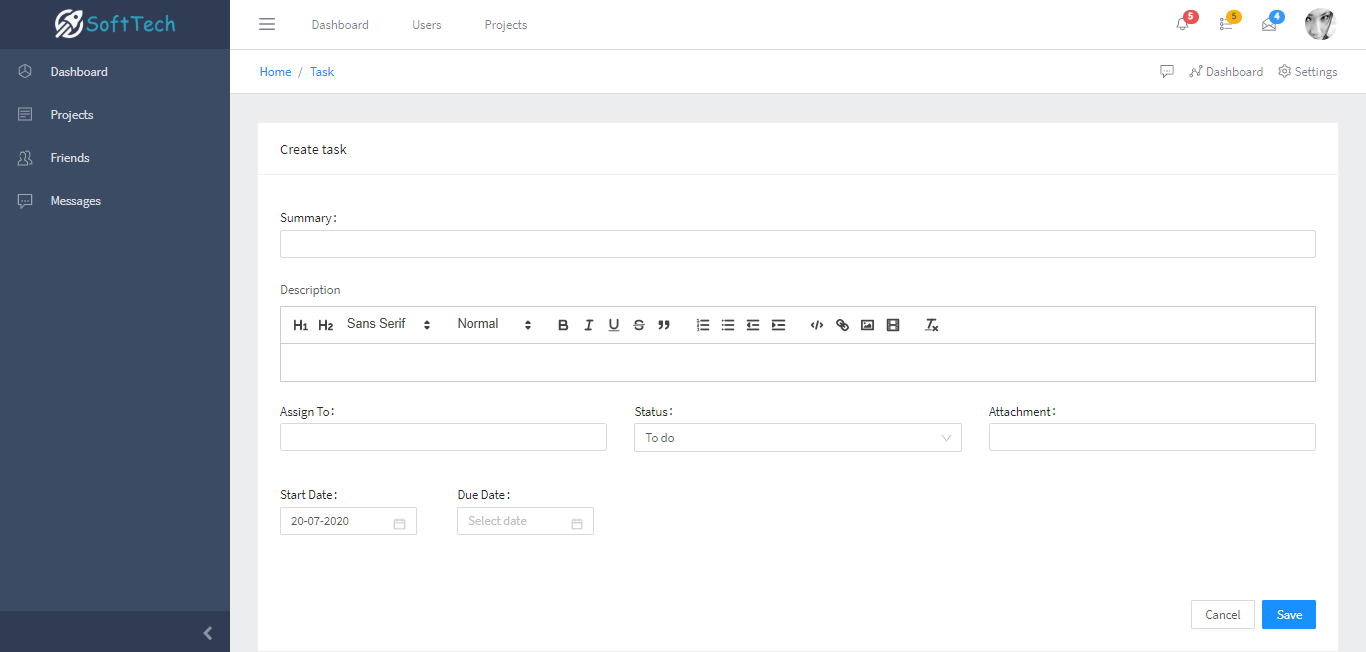 SoftTech
Dashboard Users Projects 5 5 4
Home / Task Dashboard Settings
Dashboard
Projects
Friends
Messages
Create task
Summary:
Description
H1 H2 Sans Serif Normal B I U S ” Tx
Assign To: Status: Attachment:
To do
Start Date: Due Date:
20-07-2020 Select date
Cancel Save